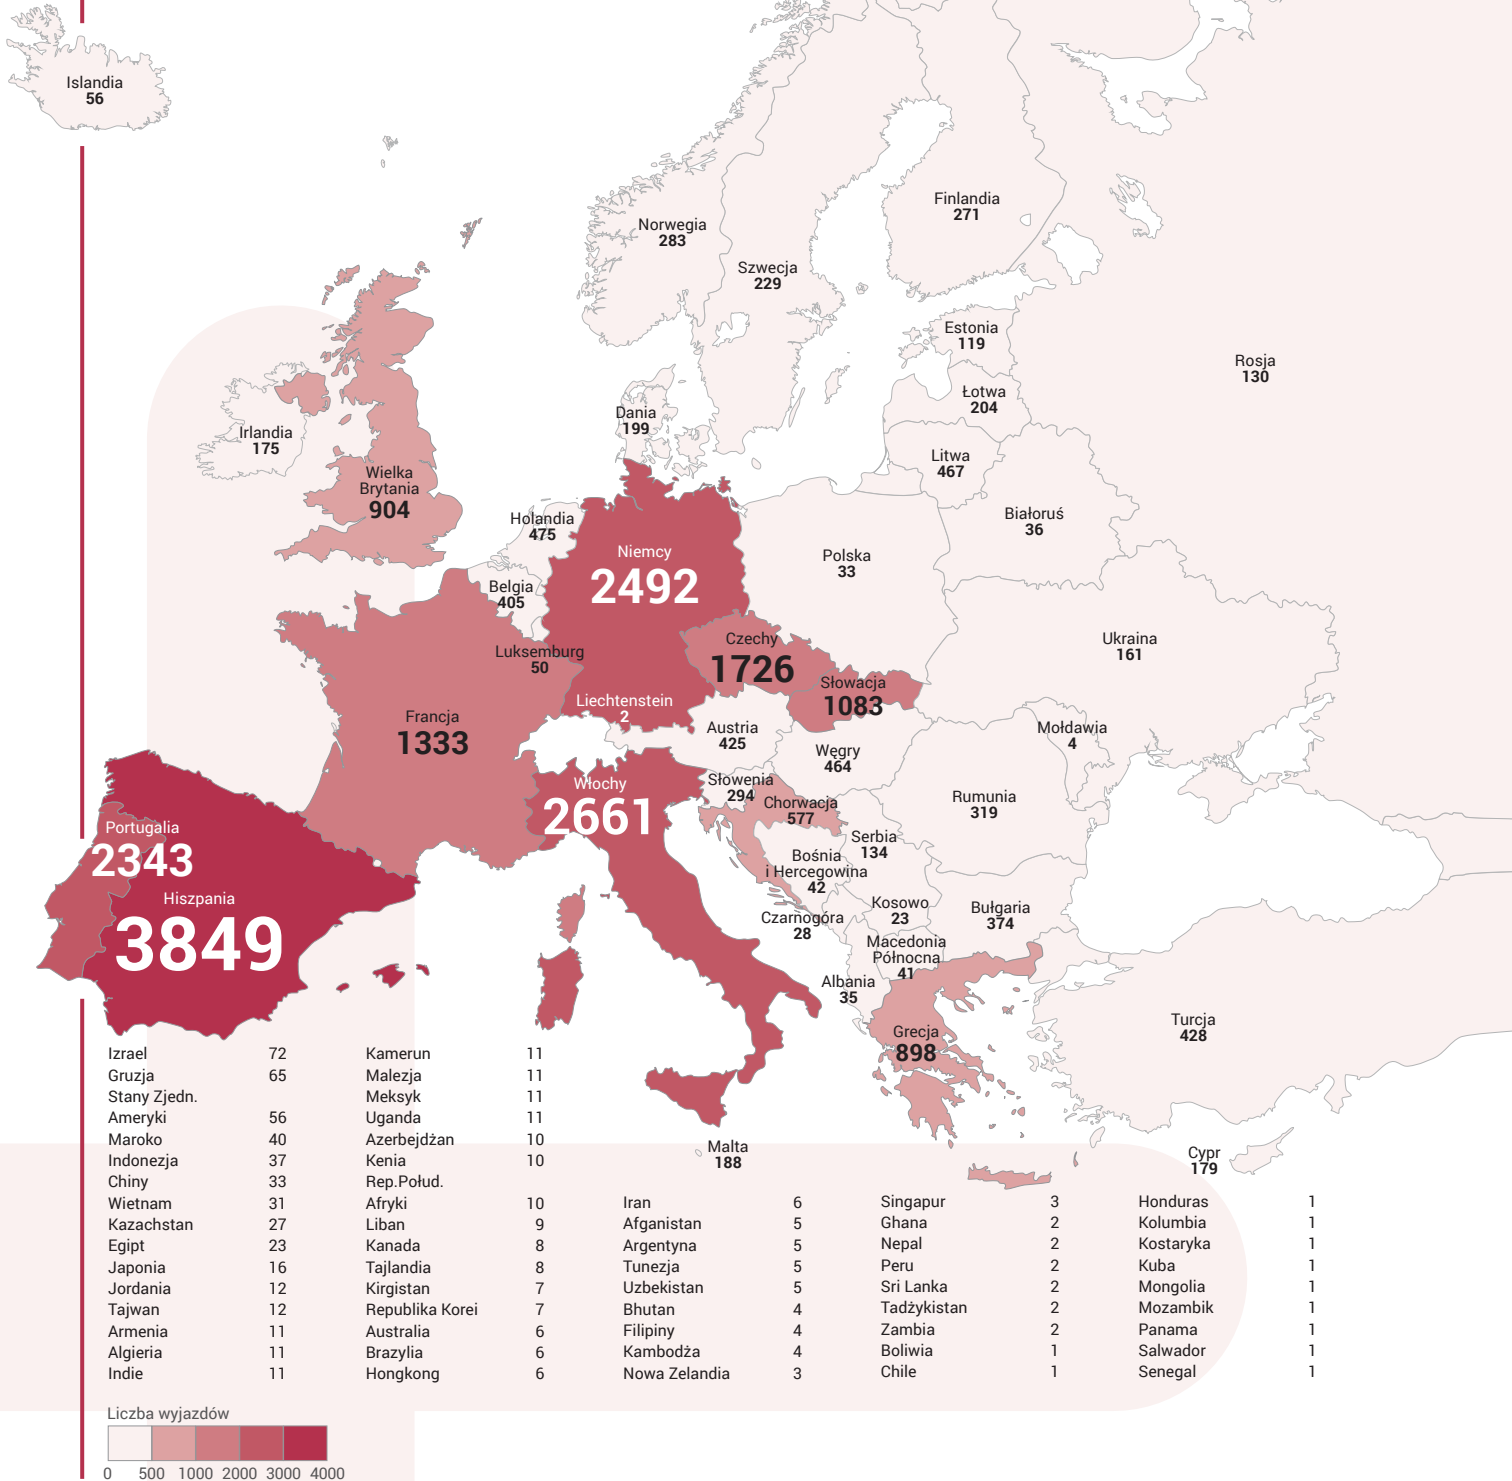 Islandia
56
Norwegia
283
Finlandia
271
Szwecja
229
Estonia
119
Rosja
130
Łotwa
204
Dania
199
Irlandia
175
Litwa
467
Wielka
Brytania
904
Holandia
475
Białoruś
36
Niemcy
2492
Polska
33
Belgia
405
Ukraina
161
Czechy
1726
Luksemburg
50
Słowacja
1083
Liechtenstein
2
Francja
1333
Austria
425
Mołdawia
4
Węgry
464
Włochy
2661
Słowenia
294
Chorwacja
577
Rumunia
319
Portugalia
2343
Serbia
134
Bośnia
i Hercegowina
42
Hiszpania
3849
Kosowo
23
Bułgaria
374
Czarnogóra
28
Macedonia
Północna
41
Albania
35
Turcja
428
Grecja
898
Malta
188
Cypr
179
Izrael 72
Gruzja 65
Stany Zjedn.
Ameryki 56
Maroko 40
Indonezja 37
Chiny 33
Wietnam 31
Kazachstan 27
Egipt 23
Japonia 16
Jordania 12
Tajwan 12
Armenia 11
Algieria 11
Indie 11
Kamerun 11
Malezja 11
Meksyk 11
Uganda 11
Azerbejdżan 10
Kenia 10
Rep.Połud.
Afryki 10
Liban 9
Kanada 8
Tajlandia 8
Kirgistan 7
Republika Korei 7
Australia 6
Brazylia 6
Hongkong 6
Iran 6
Afganistan 5
Argentyna 5
Tunezja 5
Uzbekistan 5
Bhutan 4
Filipiny 4
Kambodża 4
Nowa Zelandia 3
Singapur 3
Ghana 2
Nepal 2
Peru 2
Sri Lanka 2
Tadżykistan 2
Zambia 2
Boliwia 1
Chile 1
Honduras 1
Kolumbia 1
Kostaryka 1
Kuba 1
Mongolia 1
Mozambik 1
Panama 1
Salwador 1
Senegal 1
Liczba wyjazdów
0 500 1000 2000 3000 4000